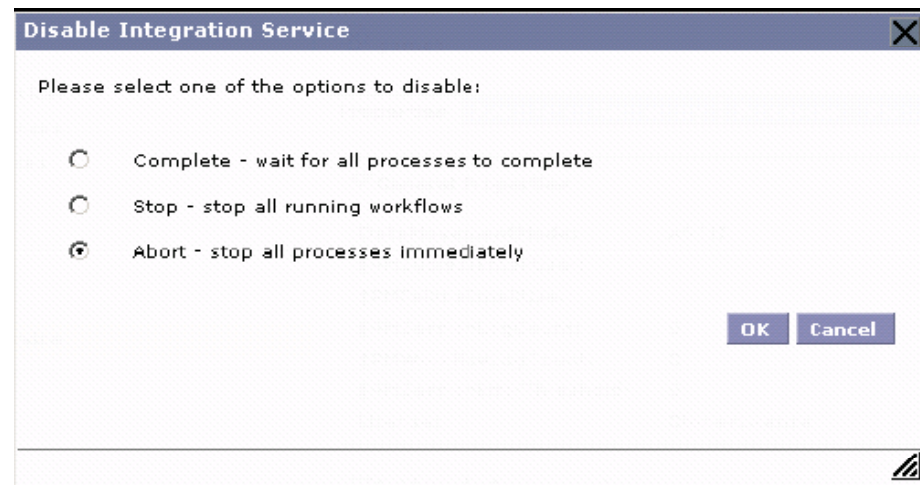 Disable Integration Service
Please select one of the options to disable:
Complete - wait for all processes to complete
Stop - stop all running workflows
Abort - stop all processes immediately
OK Cancel